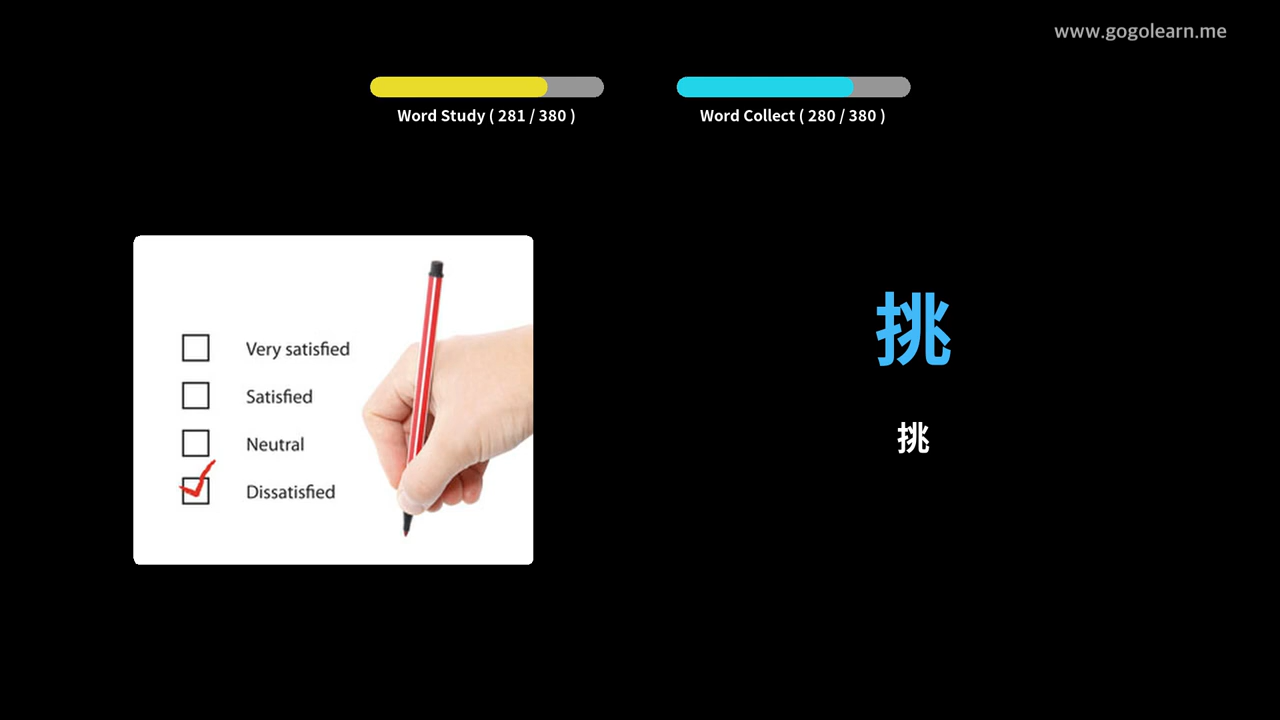 www.gogolearn.me
Word Study ( 281 / 380 )
Word Collect ( 280 / 380 )
Very satisfied
Satisfied
Neutral
Dissatisfied
挑
挑